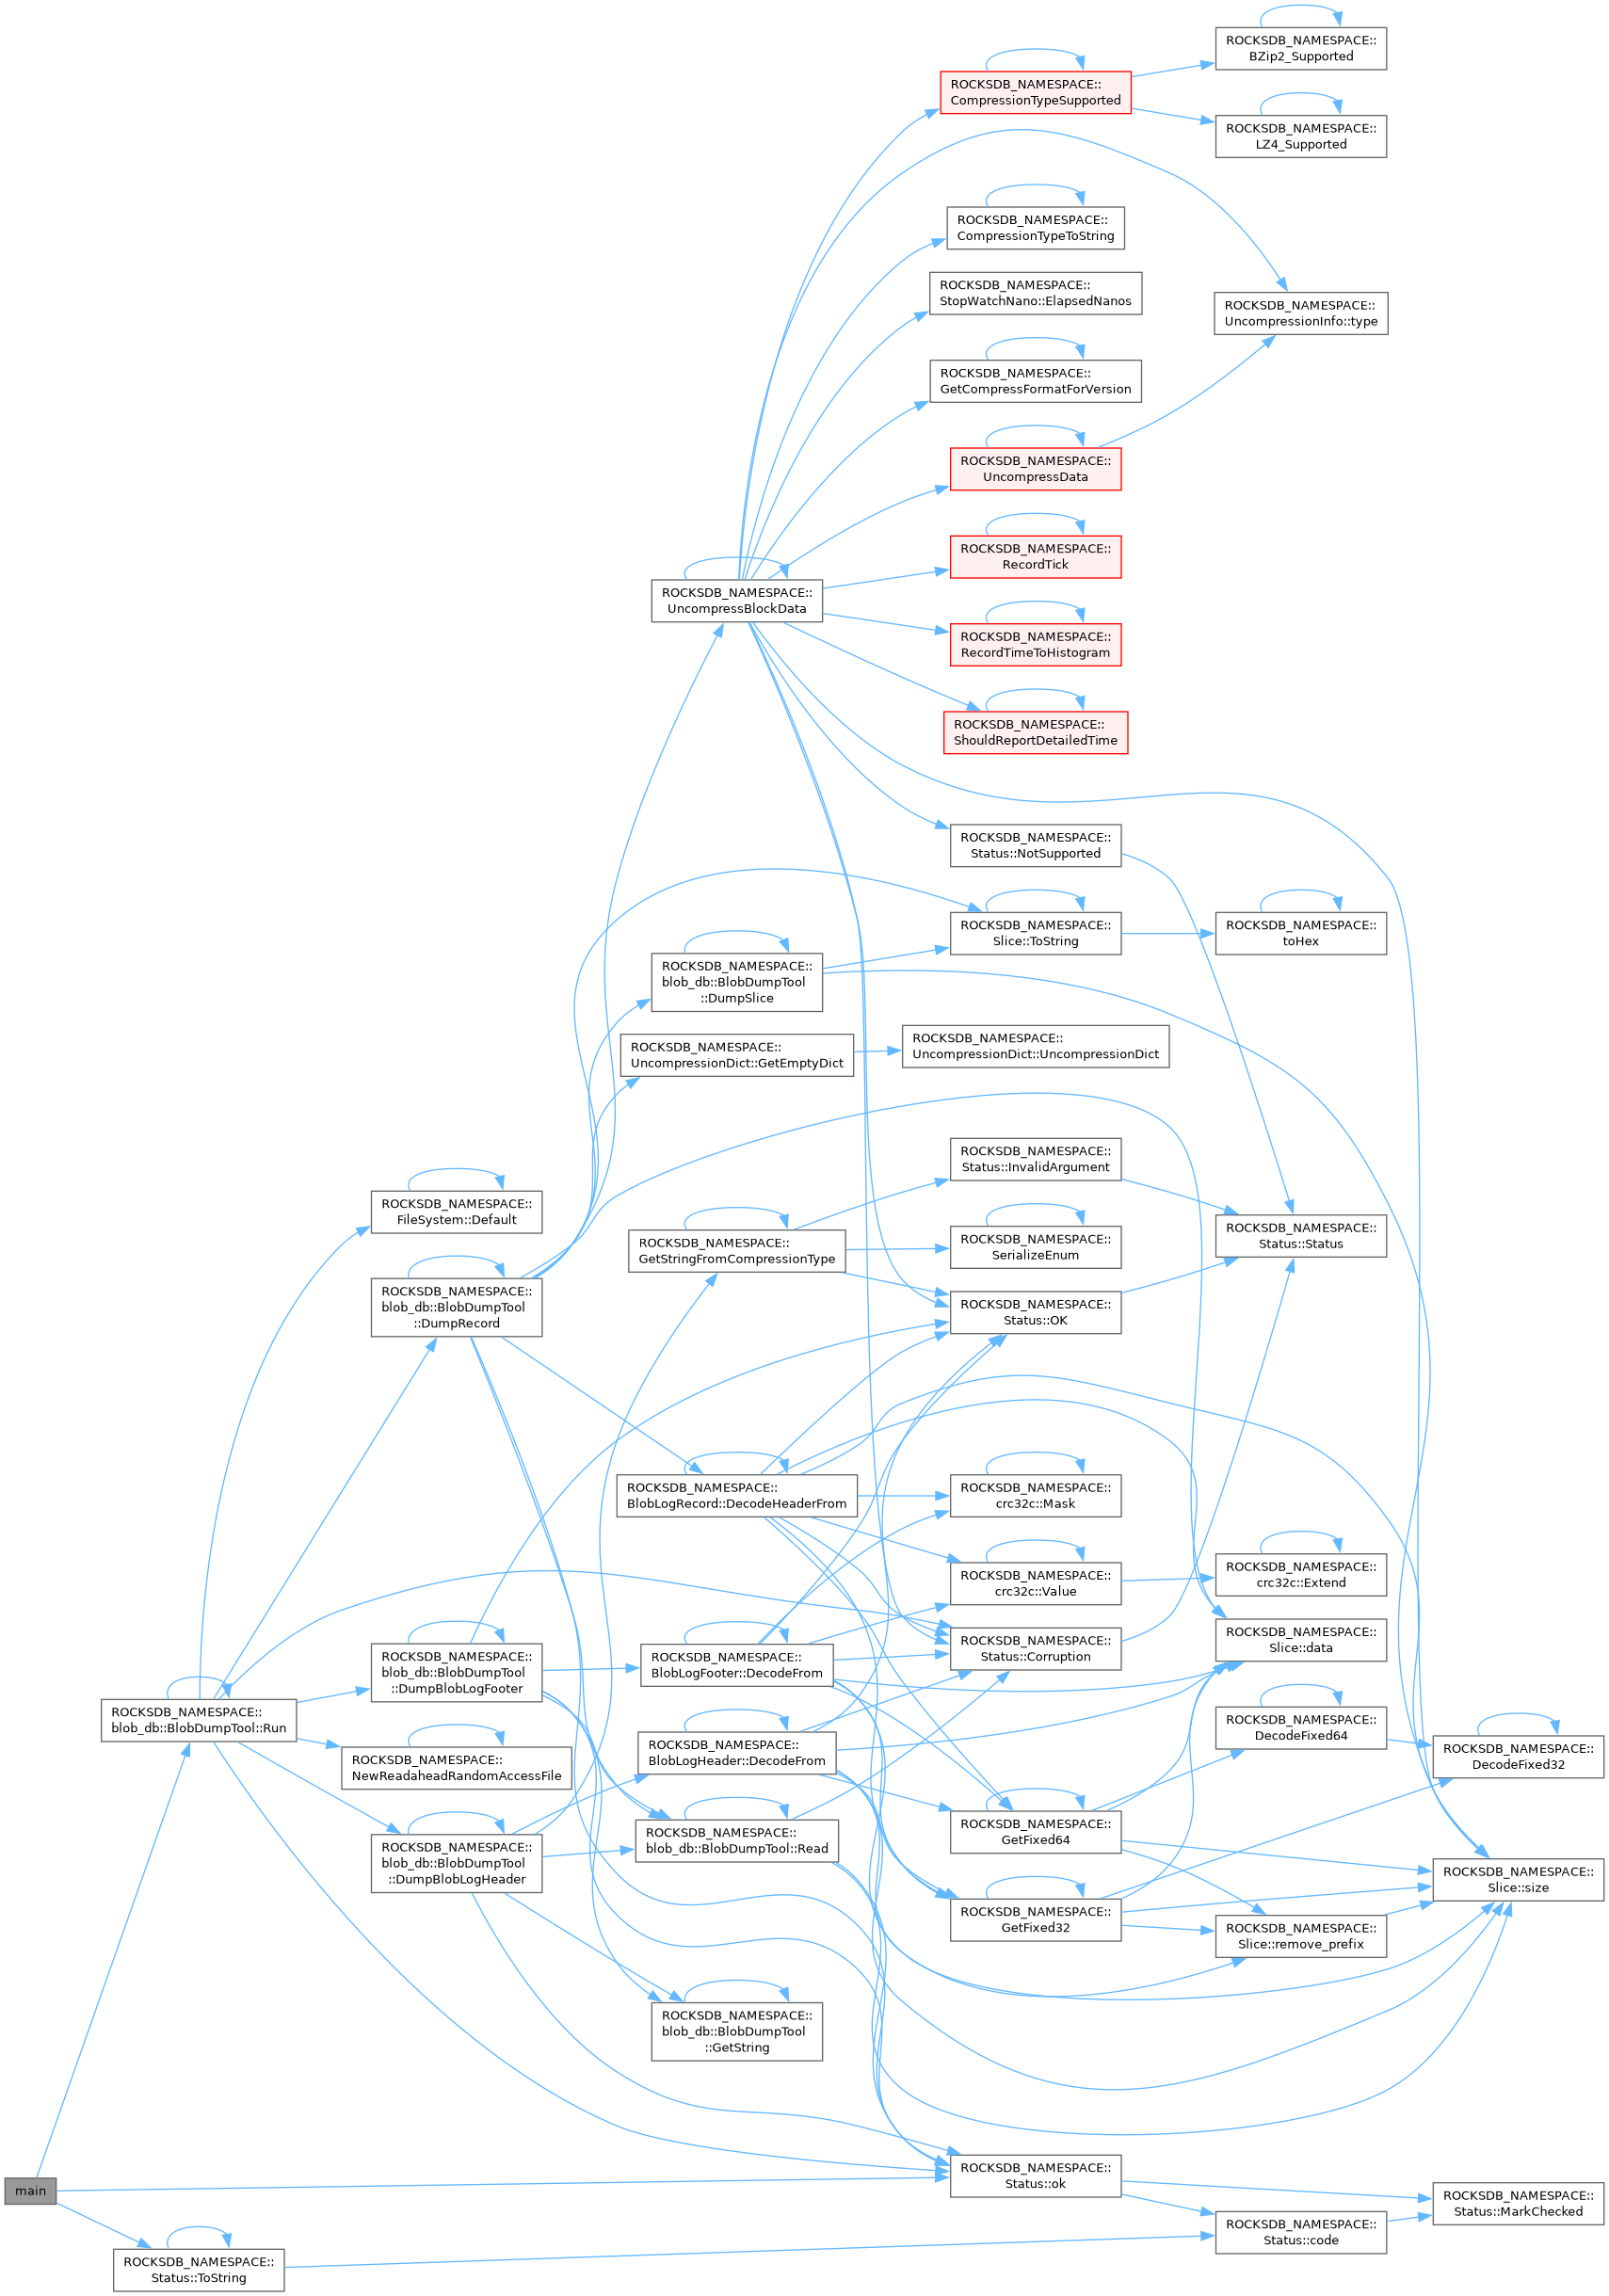 ROCKSDB_NAMESPACE::
BZip2_Supported
ROCKSDB_NAMESPACE::
CompressionTypeSupported
ROCKSDB_NAMESPACE::
LZ4_Supported
ROCKSDB_NAMESPACE::
CompressionTypeToString
ROCKSDB_NAMESPACE::
StopWatchNano::ElapsedNanos
ROCKSDB_NAMESPACE::
UncompressionInfo::type
ROCKSDB_NAMESPACE::
GetCompressFormatForVersion
ROCKSDB_NAMESPACE::
UncompressData
ROCKSDB_NAMESPACE::
RecordTick
ROCKSDB_NAMESPACE::
UncompressBlockData
ROCKSDB_NAMESPACE::
RecordTimeToHistogram
ROCKSDB_NAMESPACE::
ShouldReportDetailedTime
ROCKSDB_NAMESPACE::
Status::NotSupported
ROCKSDB_NAMESPACE::
Slice::ToString
ROCKSDB_NAMESPACE::
toHex
ROCKSDB_NAMESPACE::
blob_db::BlobDumpTool
::DumpSlice
ROCKSDB_NAMESPACE::
UncompressionDict::GetEmptyDict
ROCKSDB_NAMESPACE::
UncompressionDict::UncompressionDict
ROCKSDB_NAMESPACE::
Status::InvalidArgument
ROCKSDB_NAMESPACE::
FileSystem::Default
ROCKSDB_NAMESPACE::
GetStringFromCompressionType
ROCKSDB_NAMESPACE::
SerializeEnum
ROCKSDB_NAMESPACE::
Status::Status
ROCKSDB_NAMESPACE::
blob_db::BlobDumpTool
::DumpRecord
ROCKSDB_NAMESPACE::
Status::OK
ROCKSDB_NAMESPACE::
BlobLogRecord::DecodeHeaderFrom
ROCKSDB_NAMESPACE::
crc32c::Mask
ROCKSDB_NAMESPACE::
crc32c::Value
ROCKSDB_NAMESPACE::
crc32c::Extend
ROCKSDB_NAMESPACE::
blob_db::BlobDumpTool
::DumpBlobLogFooter
ROCKSDB_NAMESPACE::
BlobLogFooter::DecodeFrom
ROCKSDB_NAMESPACE::
Status::Corruption
ROCKSDB_NAMESPACE::
Slice::data
ROCKSDB_NAMESPACE::
blob_db::BlobDumpTool::Run
ROCKSDB_NAMESPACE::
NewReadaheadRandomAccessFile
ROCKSDB_NAMESPACE::
BlobLogHeader::DecodeFrom
ROCKSDB_NAMESPACE::
DecodeFixed64
ROCKSDB_NAMESPACE::
DecodeFixed32
ROCKSDB_NAMESPACE::
blob_db::BlobDumpTool
::DumpBlobLogHeader
ROCKSDB_NAMESPACE::
blob_db::BlobDumpTool::Read
ROCKSDB_NAMESPACE::
GetFixed64
ROCKSDB_NAMESPACE::
Slice::size
ROCKSDB_NAMESPACE::
GetFixed32
ROCKSDB_NAMESPACE::
Slice::remove_prefix
ROCKSDB_NAMESPACE::
blob_db::BlobDumpTool
::GetString
main
ROCKSDB_NAMESPACE::
Status::ok
ROCKSDB_NAMESPACE::
Status::MarkChecked
ROCKSDB_NAMESPACE::
Status::code
ROCKSDB_NAMESPACE::
Status::ToString